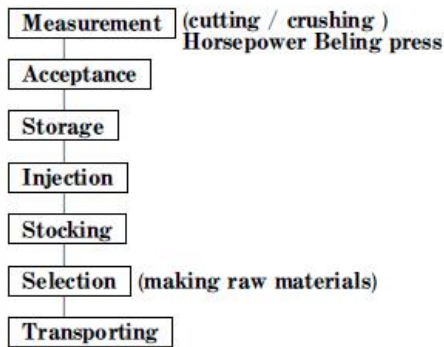 Measurement (cutting / crushing )
Horsepower Beling press
Acceptance
Storage
Injection
Stocking
Selection (making raw materials)
Transporting